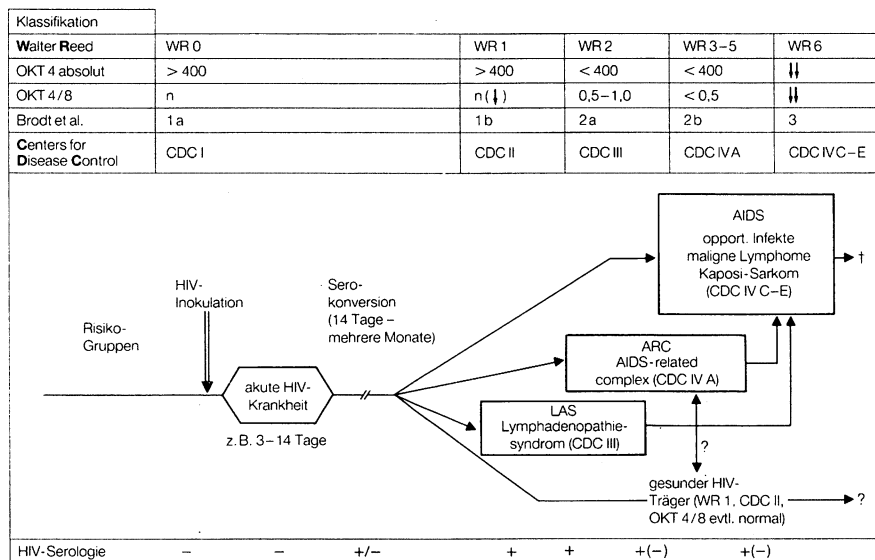 Klassifikation
Walter Reed WR 0 WR 1 WR 2 WR 3–5 WR 6
OKT 4 absolut > 400 > 400 < 400 < 400 ⇊
OKT 4/8 n n (↓) 0,5–1,0 < 0,5 ⇊
Brodt et al. 1a 1b 2a 2b 3
Centers for
Disease Control CDC I CDC II CDC III CDC IV A CDC IV C–E
AIDS
opport. Infekte
maligne Lymphome
Kaposi-Sarkom
(CDC IV C–E)
†
HIV-
Inokulation
Sero-
konversion
(14 Tage –
mehrere Monate)
Risiko-
Gruppen
ARC
AIDS-related
complex (CDC IV A)
akute HIV-
Krankheit
z. B. 3–14 Tage
LAS
Lymphadenopathie-
syndrom (CDC III)
?
gesunder HIV-
Träger (WR 1, CDC II,
OKT 4/8 evtl. normal)
?
HIV-Serologie – – +/– + + +(–) +(–)